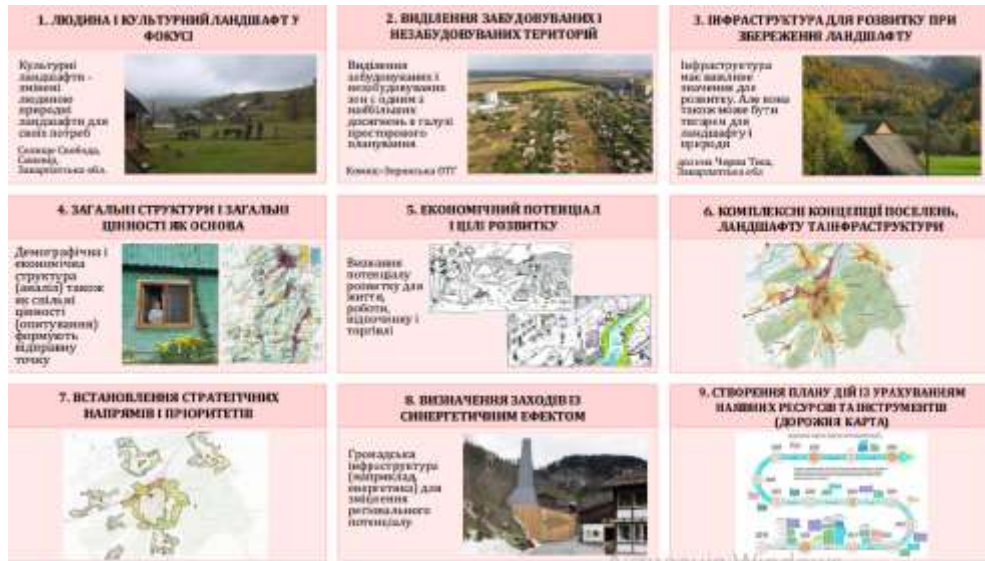 1. ЛЮДИНА І КУЛЬТУРНИЙ ЛАНДШАФТ У
ФОКУСІ
Культурні
ландшафти -
змінені
людиною
природні
ландшафти для
своїх потреб
Селище Свобода,
Закарпатська обл.
2. ВИДІЛЕННЯ ЗАБУДОВУВАНИХ І
НЕЗАБУДОВУВАНИХ ТЕРИТОРІЙ
Виділення
забудовуваних і
незабудовуваних
зон є одним з
найбільших
досягнень в галузі
просторового
планування
3. ІНФРАСТРУКТУРА ДЛЯ РОЗВИТКУ ПРИ
ЗБЕРЕЖЕННІ ЛАНДШАФТУ
Інфраструктура
має важливе
значення для
розвитку. Але вона
також може бути
тягарем для
ландшафту і
природи
долина Чорна Тиса,
Закарпатська обл
4. ЗАГАЛЬНІ СТРУКТУРИ І ЗАГАЛЬНІ
ЦІННОСТІ ЯК ОСНОВА
Демографічна і
економічна
структура
(аналіз) також
як спільні
цінності
(опитування)
формують
відправну
точку
5. ЕКОНОМІЧНИЙ ПОТЕНЦІАЛ
І ЦІЛІ РОЗВИТКУ
Визнання
потенціалу
розвитку для
життя,
роботи,
відпочинку і
торгівлі
6. КОМПЛЕКСНІ КОНЦЕПЦІЇ ПОСЕЛЕНЬ,
ЛАНДШАФТУ ТА ІНФРАСТРУКТУРИ
7. ВСТАНОВЛЕННЯ СТРАТЕГІЧНИХ
НАПРЯМІВ І ПРІОРИТЕТІВ
8. ВИЗНАЧЕННЯ ЗАХОДІВ ІЗ
СИНЕРГЕТИЧНИМ ЕФЕКТОМ
Громадська
інфраструктура
(наприклад,
енергетика) для
зміцнення
регіонального
потенціалу
9. СТВОРЕННЯ ПЛАНУ ДІЙ ІЗ УРАХУВАННЯМ
НАЯВНИХ РЕСУРСІВ ТА ІНСТРУМЕНТІВ
(ДОРОЖНЯ КАРТА)